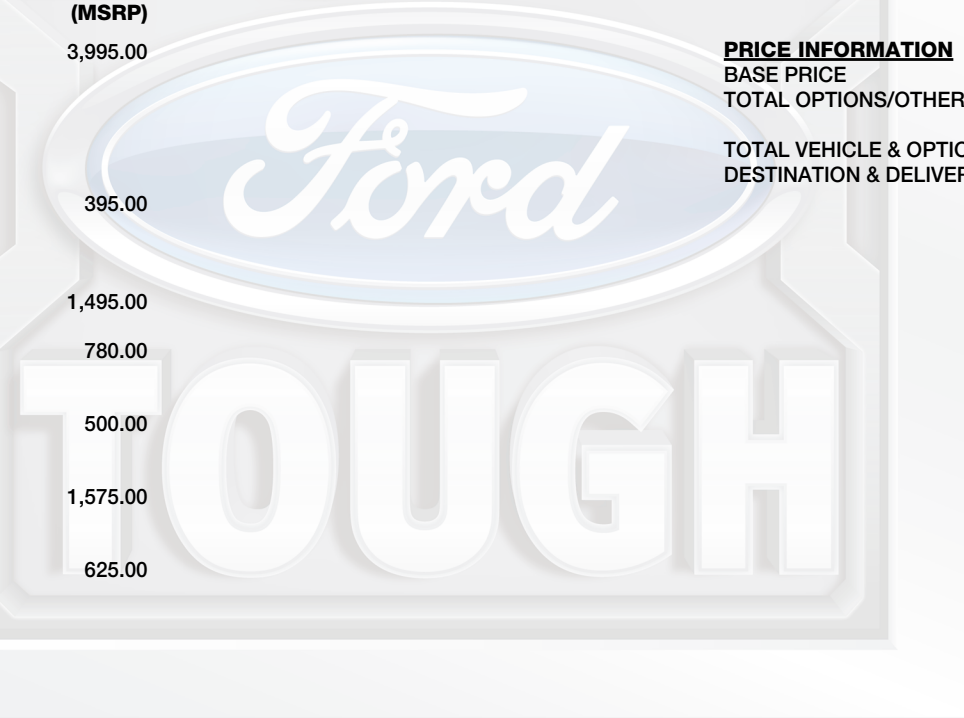 (MSRP)
3,995.00
395.00
1,495.00
780.00
500.00
1,575.00
625.00
PRICE INFORMATION
BASE PRICE
TOTAL OPTIONS/OTHER
TOTAL VEHICLE & OPTIO
DESTINATION & DELIVER
Ford
TOUGH